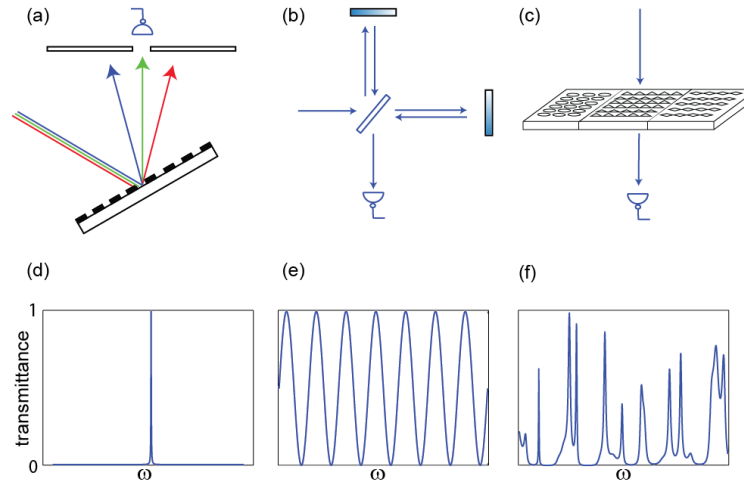 (a)
(b)
(c)
(d)
(e)
(f)
1
transmittance
0
ω
ω
ω